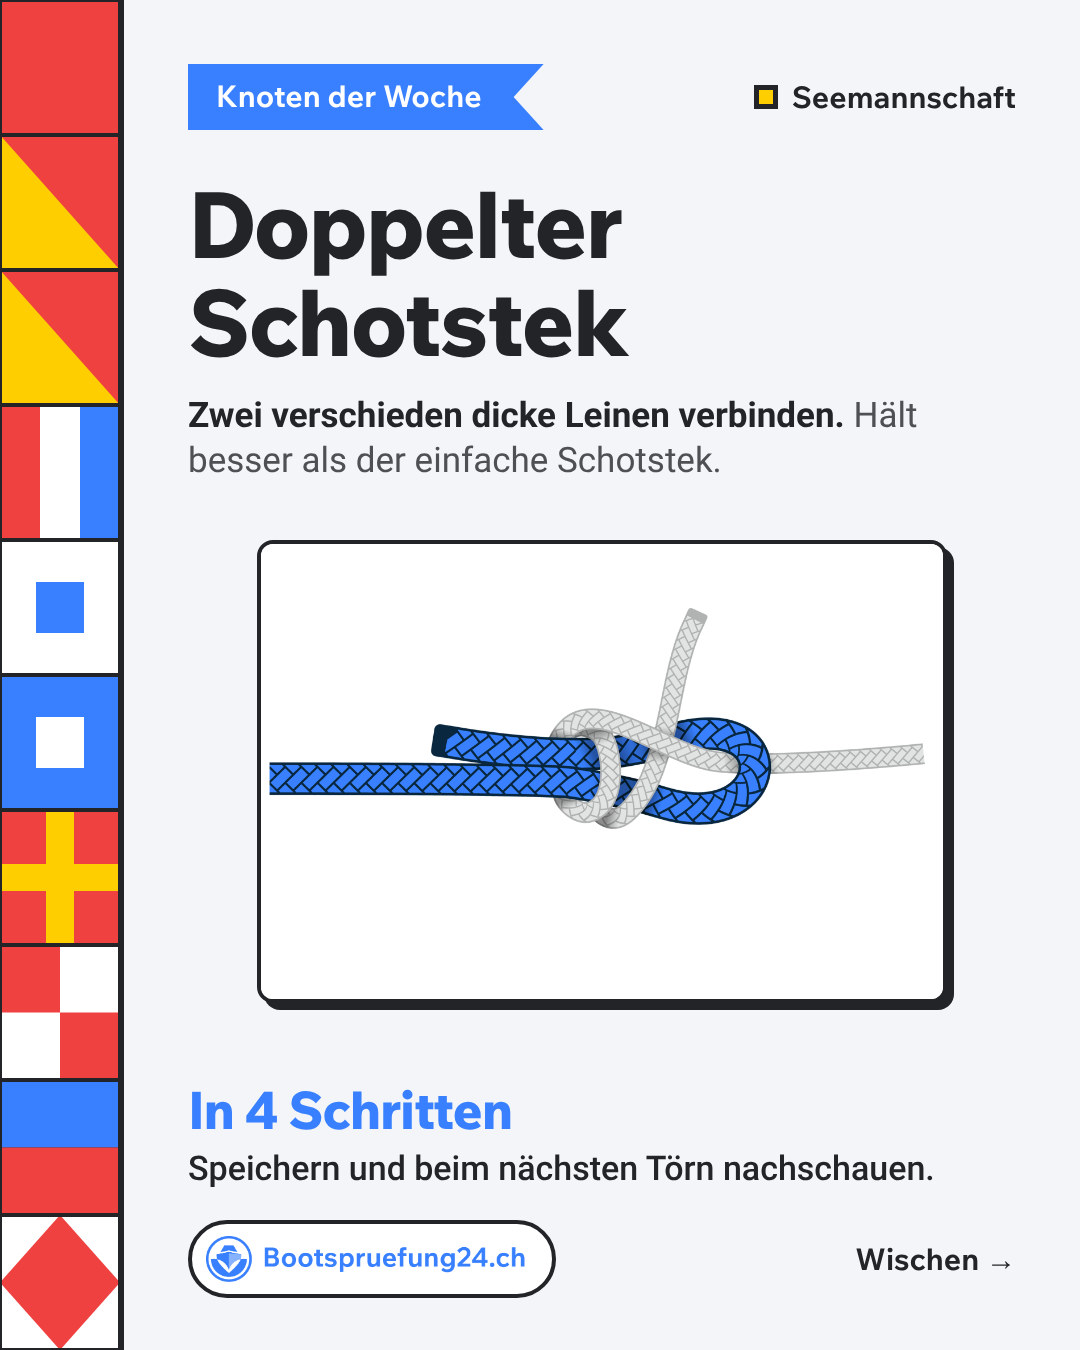 Knoten der Woche
Seemannschaft
Doppelter
Schotstek
Zwei verschieden dicke Leinen verbinden. Hält
besser als der einfache Schotstek.
In 4 Schritten
Speichern und beim nächsten Törn nachschauen.
Bootspruefung24.ch
Wischen →